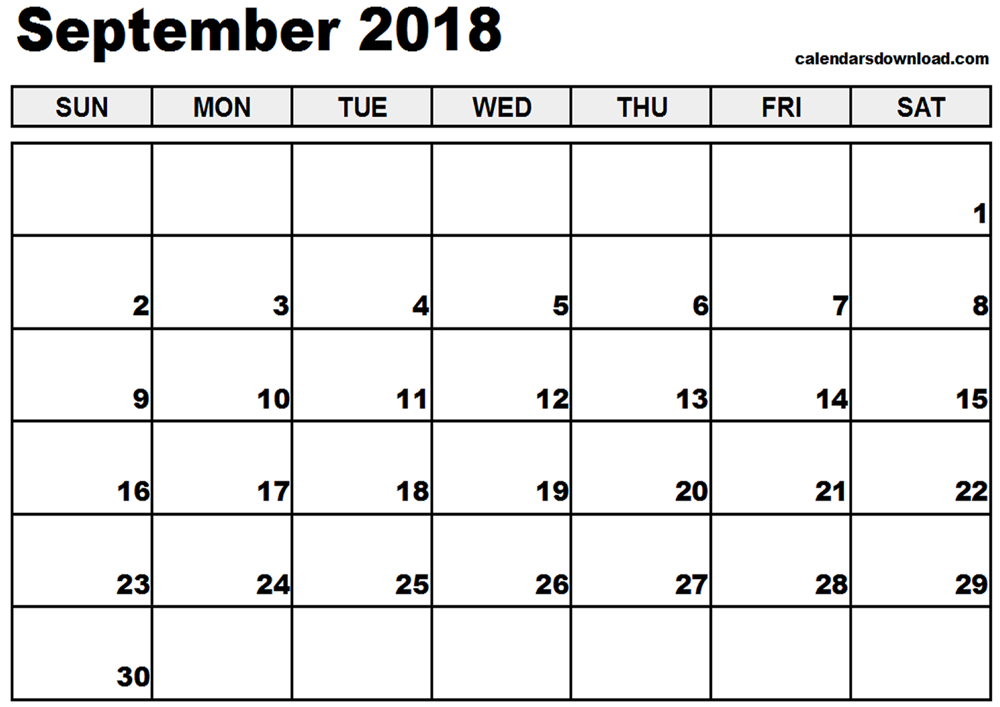 September 2018
calendarsdownload.com
SUN MON TUE WED THU FRI SAT
1
2 3 4 5 6 7 8
9 10 11 12 13 14 15
16 17 18 19 20 21 22
23 24 25 26 27 28 29
30